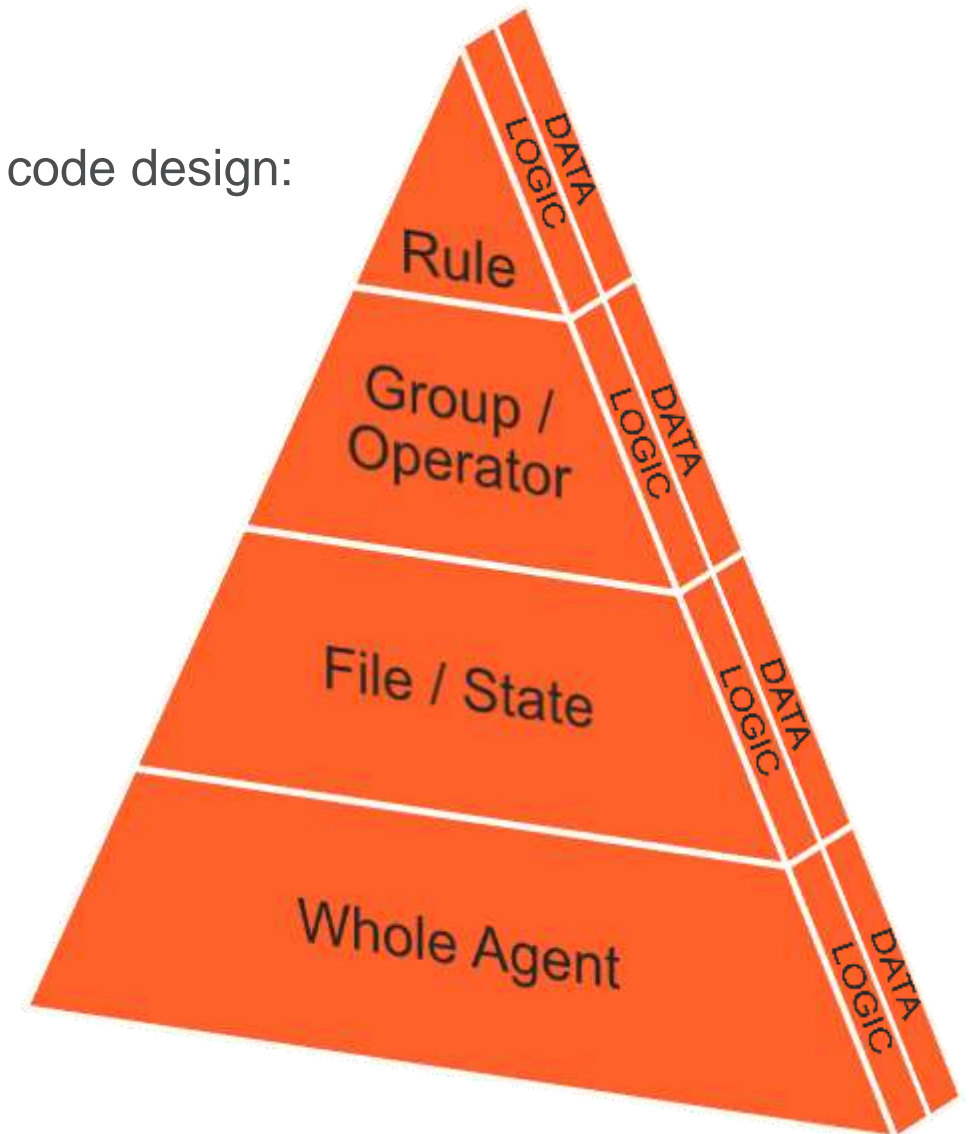 code design:
Rule
LOGIC
DATA
Group /
Operator
LOGIC
DATA
File / State
LOGIC
DATA
Whole Agent
LOGIC
DATA